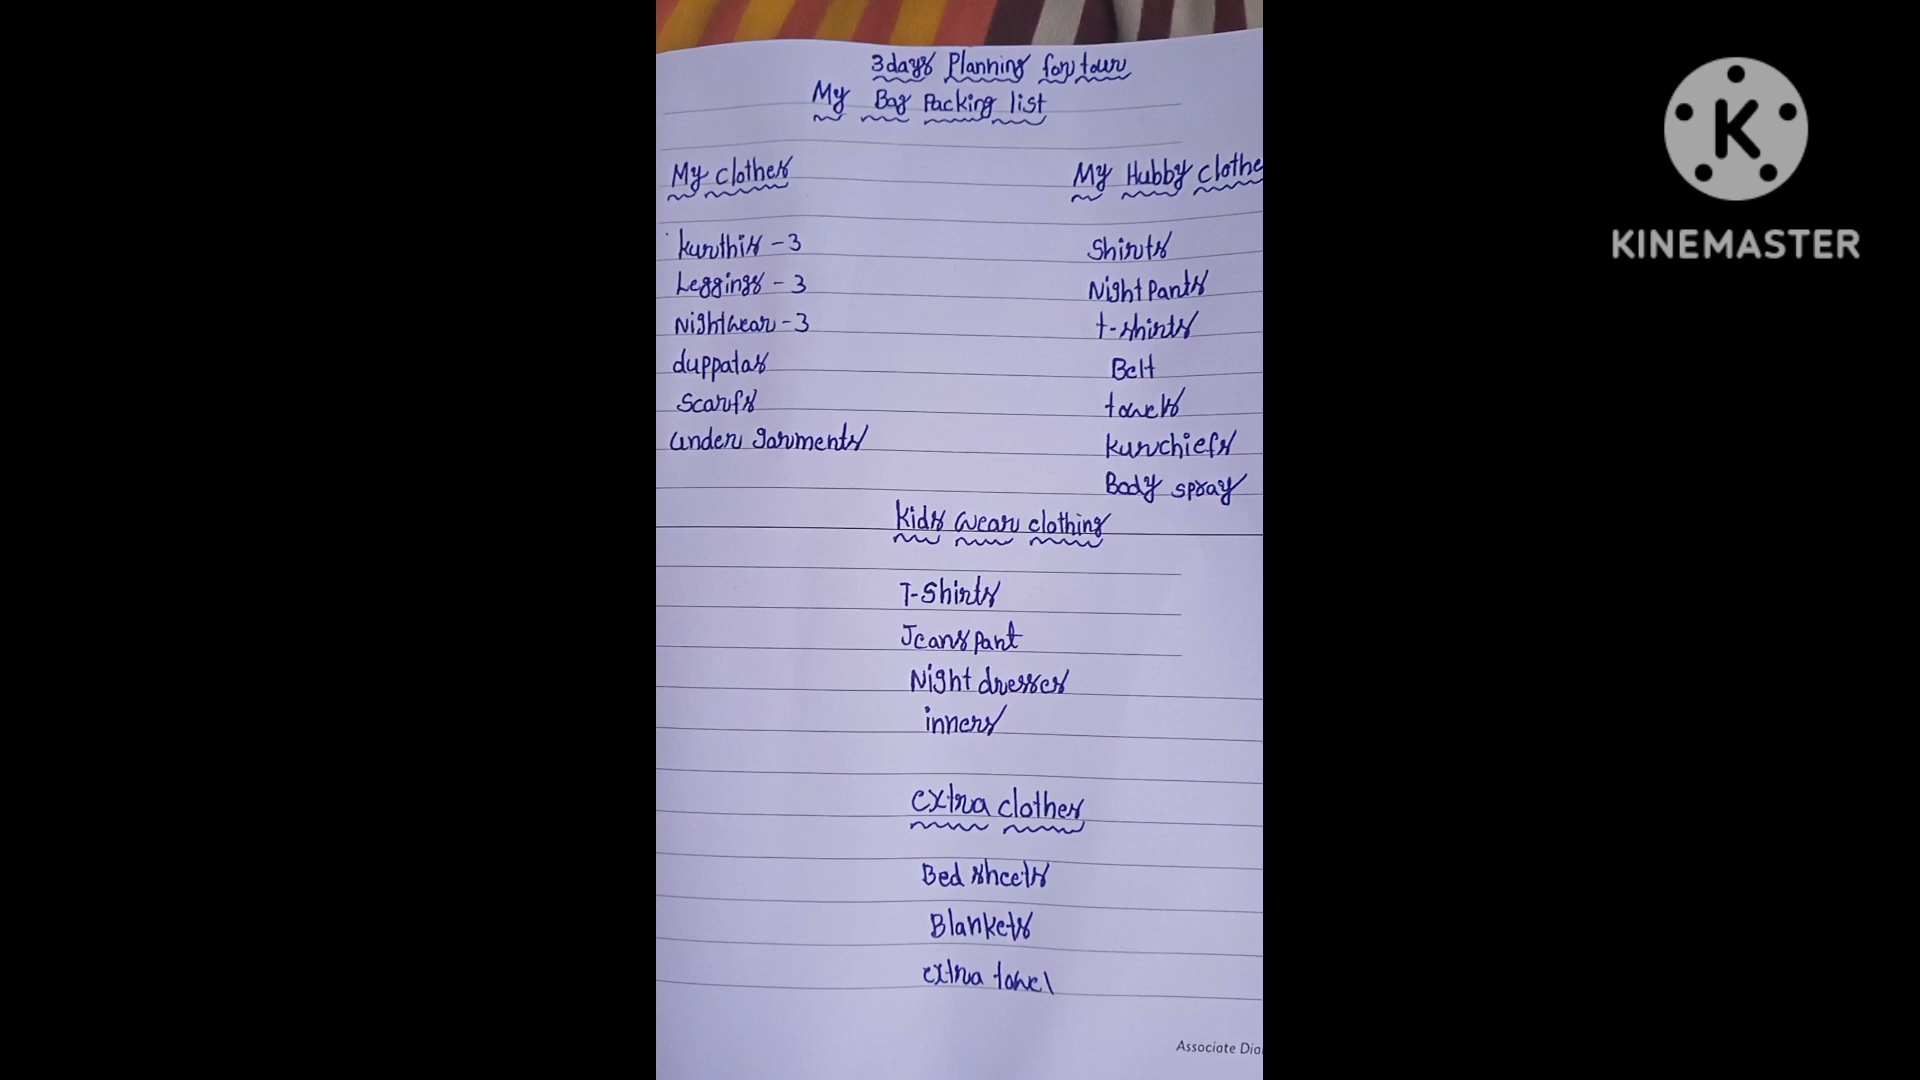 3days Planning for tour
My Bag Packing list
My clothes
kurthis - 3
Leggings - 3
Nightwear - 3
duppatas
scarfs
under garments
My Hubby clothe
Shirts
Night Pants
t-shirts
Belt
towels
kurchiefs
Body spray
kids wear clothing
T-Shirts
Jeans pant
Night dresses
inners
extra clothes
Bed sheets
Blankets
extra towel
Associate Dia
K
KINEMASTER